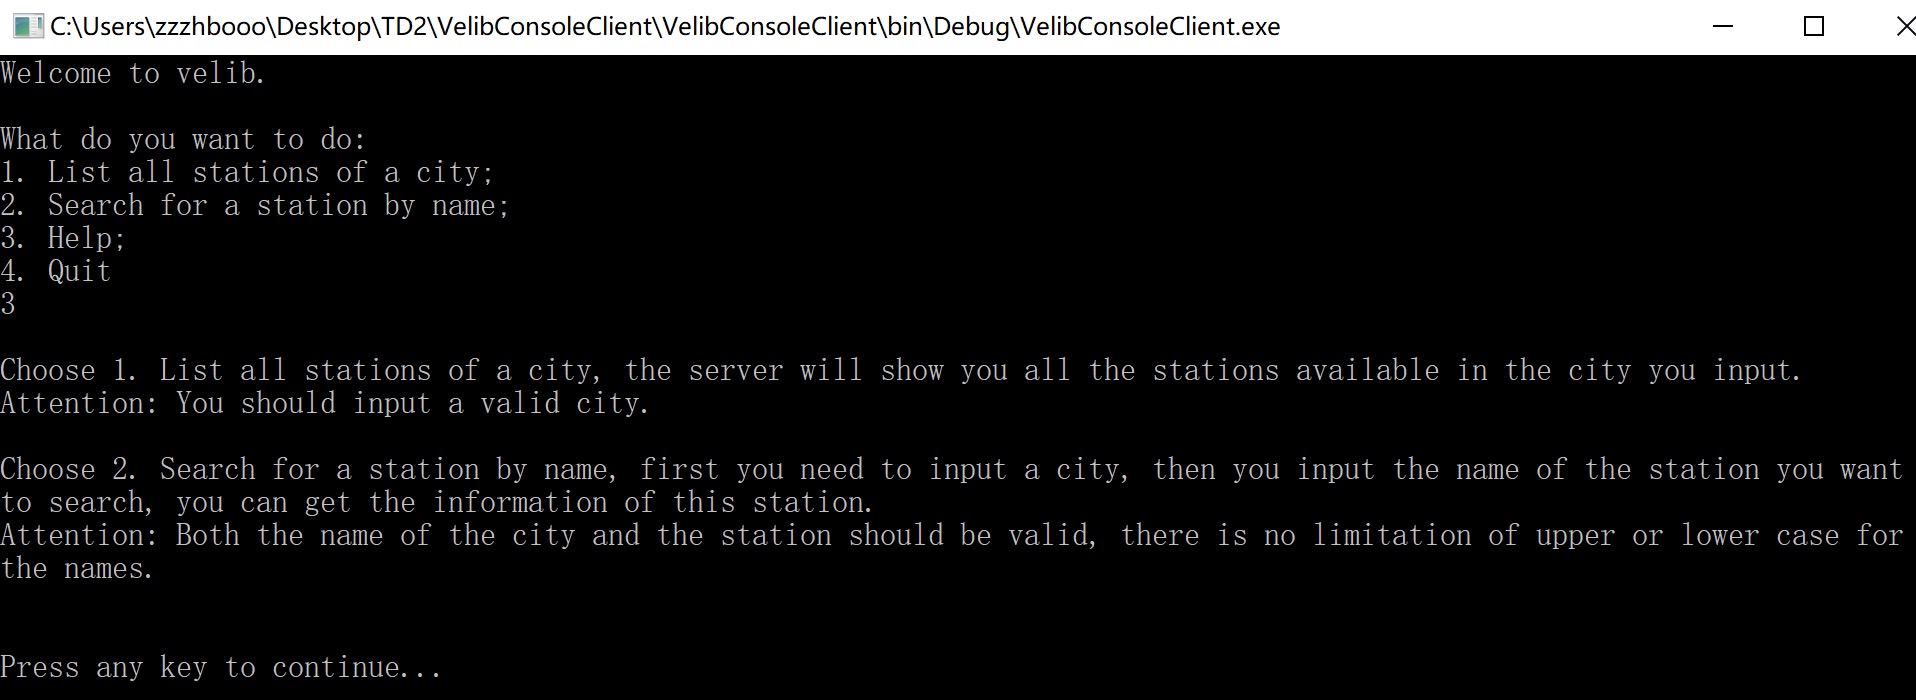 C:\Users\zzzhbooo\Desktop\TD2\VelibConsoleClient\VelibConsoleClient\bin\Debug\VelibConsoleClient.exe
Welcome to velib.
What do you want to do:
1. List all stations of a city;
2. Search for a station by name;
3. Help;
4. Quit
3
Choose 1. List all stations of a city, the server will show you all the stations available in the city you input.
Attention: You should input a valid city.
Choose 2. Search for a station by name, first you need to input a city, then you input the name of the station you want
to search, you can get the information of this station.
Attention: Both the name of the city and the station should be valid, there is no limitation of upper or lower case for
the names.
Press any key to continue...